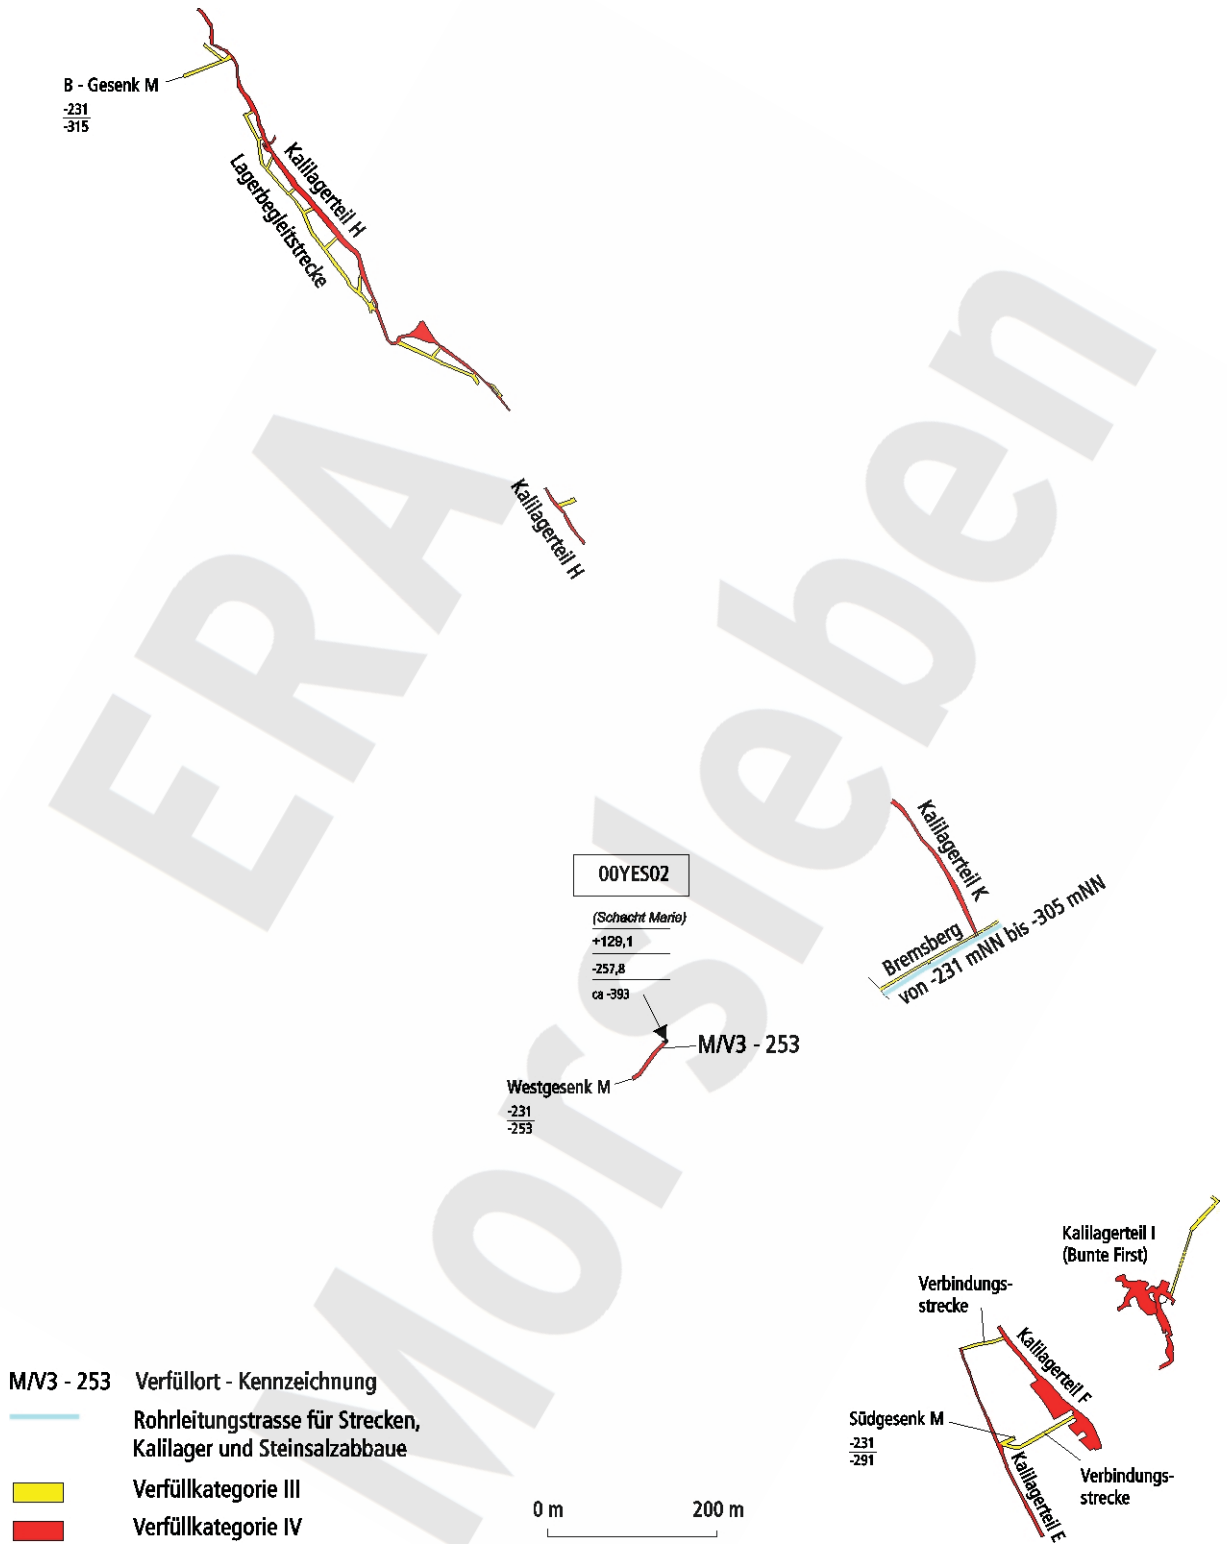 B - Gesenk M
-231
-315
Kalilagerteil H
Lagerbegleitstrecke
Kalilagerteil H
ERA
Morsleben
00YES02
(Schacht Marie)
+129,1
-257,8
ca -393
M/V3 - 253
Westgesenk M
-231
-253
Kalilagerteil K
Bremsberg
von -231 mNN bis -305 mNN
Kalilagerteil I
(Bunte First)
Verbindungs-
strecke
Kalilagerteil F
Südgesenk M
-231
-291
Kalilagerteil E
Verbindungs-
strecke
M/V3 - 253 Verfüllort - Kennzeichnung
Rohrleitungstrasse für Strecken,
Kalilager und Steinsalzabbaue
Verfüllkategorie III
Verfüllkategorie IV
0 m 200 m